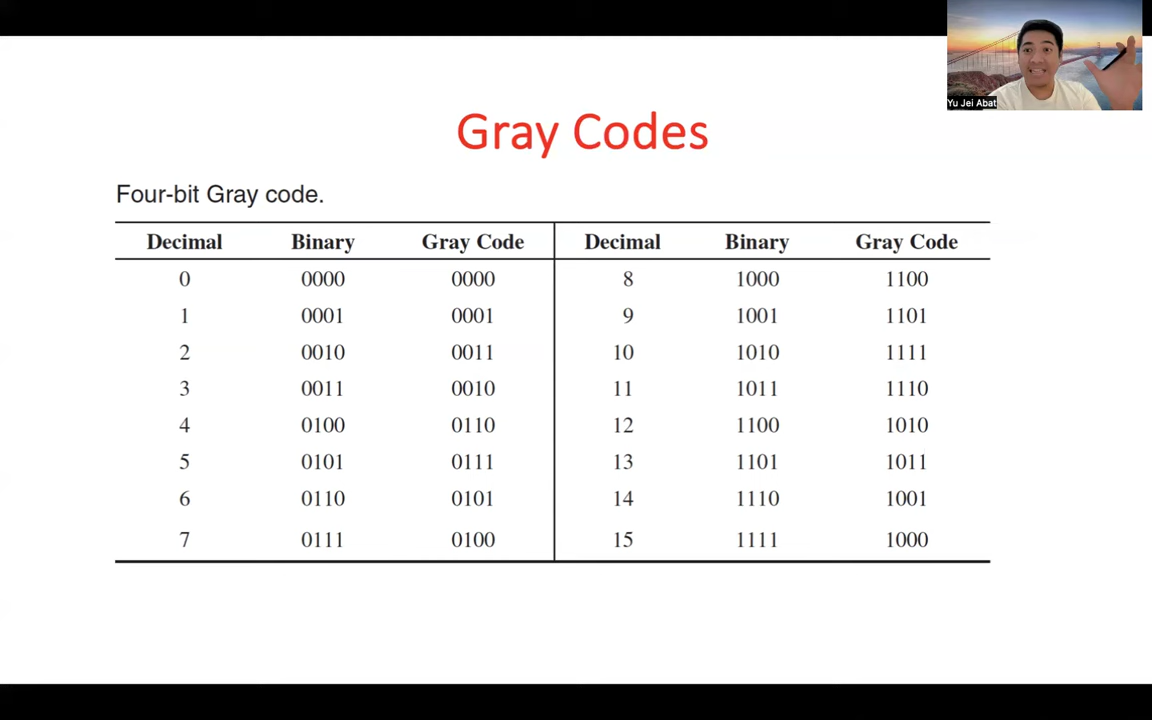 Yu Jei Abat
Gray Codes
Four-bit Gray code.
Decimal Binary Gray Code Decimal Binary Gray Code
0 0000 0000 8 1000 1100
1 0001 0001 9 1001 1101
2 0010 0011 10 1010 1111
3 0011 0010 11 1011 1110
4 0100 0110 12 1100 1010
5 0101 0111 13 1101 1011
6 0110 0101 14 1110 1001
7 0111 0100 15 1111 1000